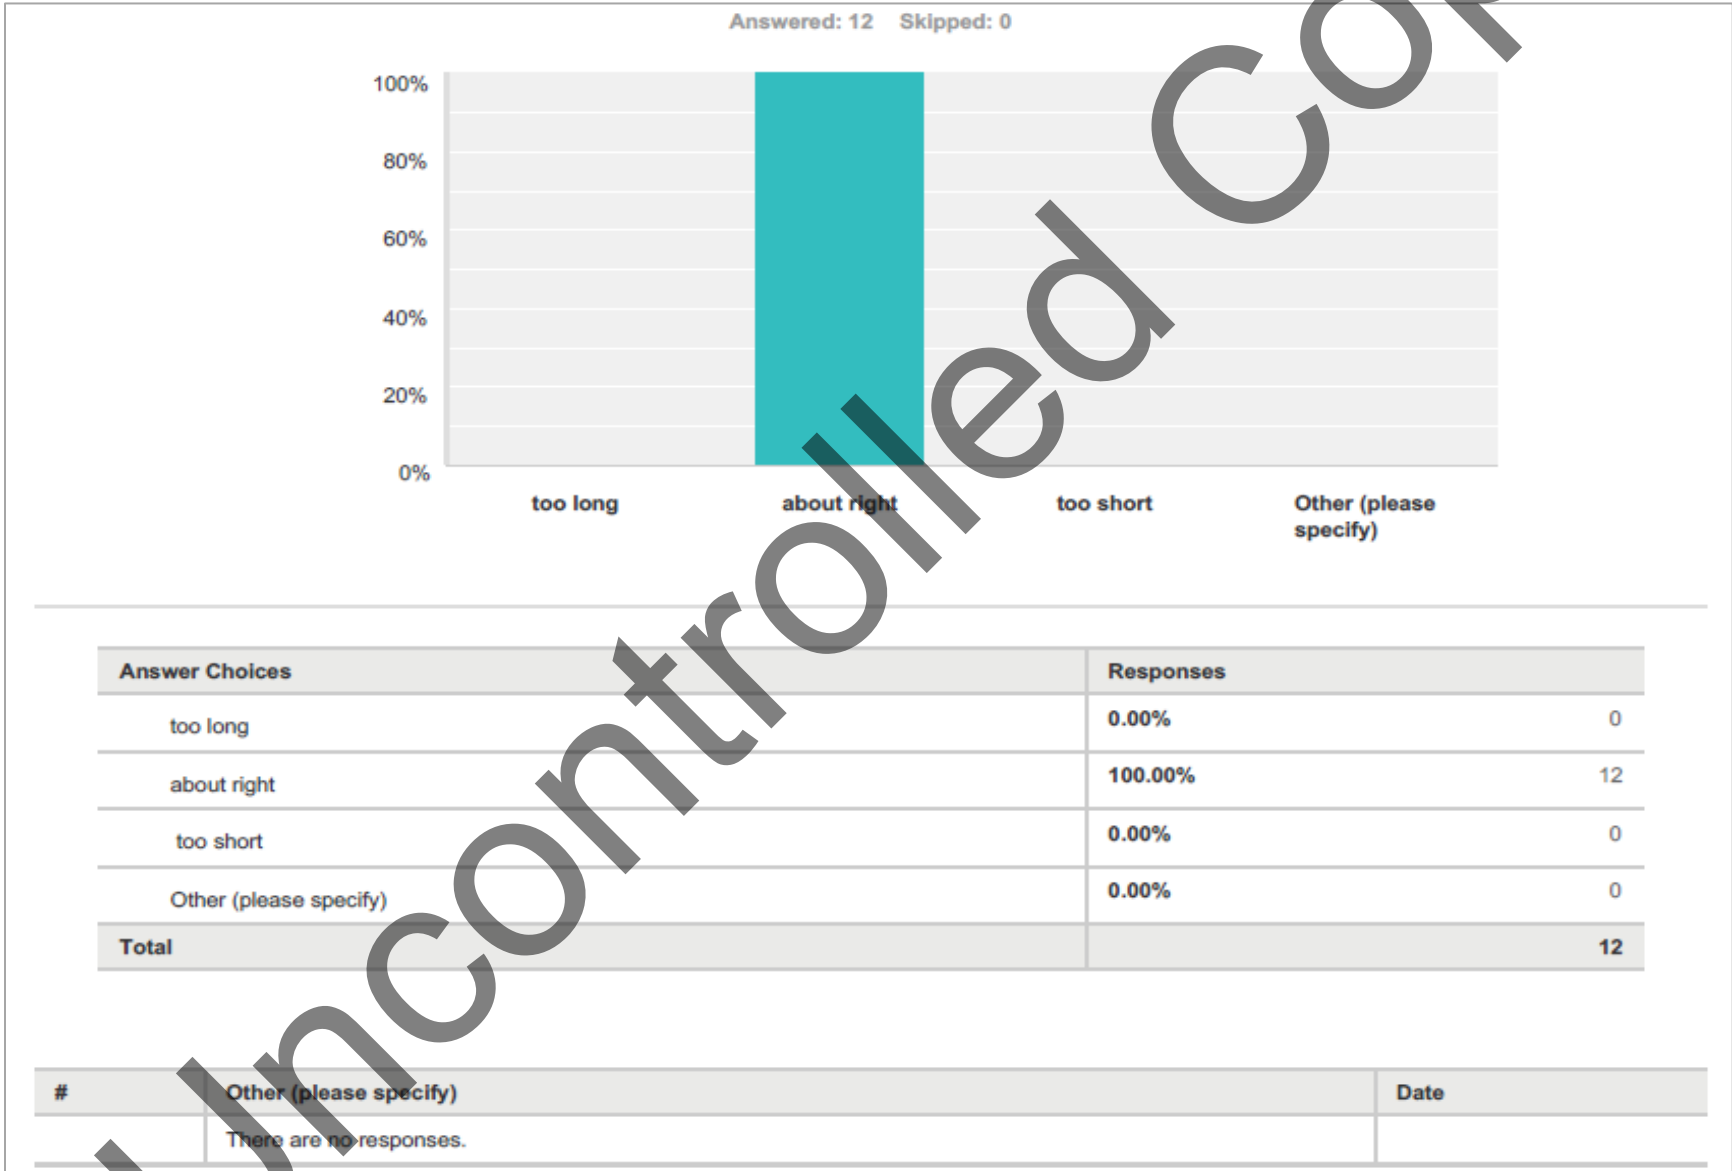 Answered: 12 Skipped: 0
100%
80%
60%
40%
20%
0%
too long about right too short Other (please
specify)
Answer Choices Responses
too long 0.00% 0
about right 100.00% 12
too short 0.00% 0
Other (please specify) 0.00% 0
Total 12
# Other (please specify) Date
There are no responses.
Uncontrolled Cop